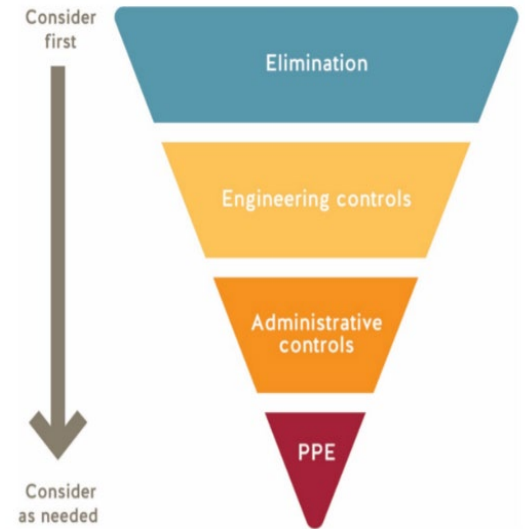 Consider
first
Elimination
Engineering controls
Administrative
controls
PPE
Consider
as needed